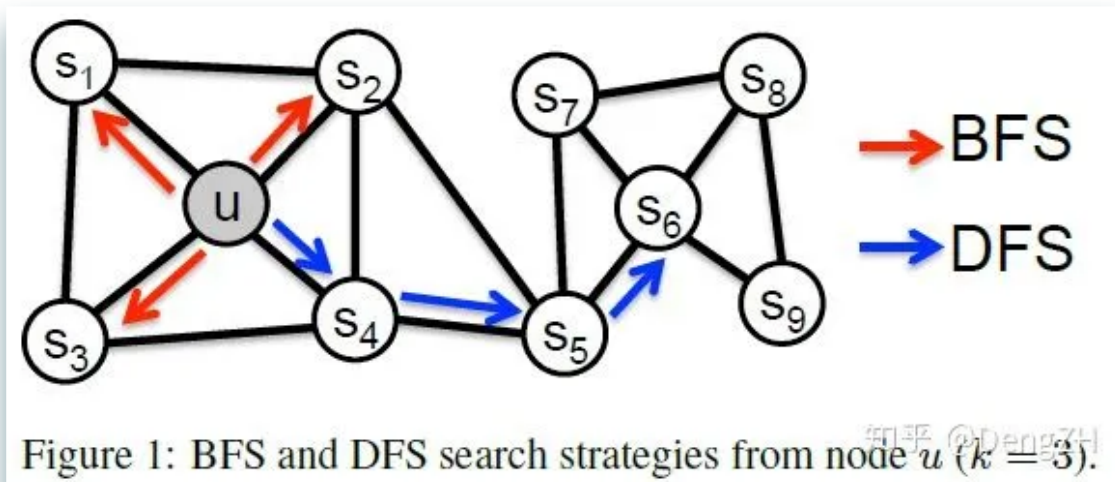 s₁
s₂
s₇
s₈
BFS
u
s₆
DFS
s₃
s₄
s₅
s₉
Figure 1: BFS and DFS search strategies from node u (k = 3).
知乎 @DengZH